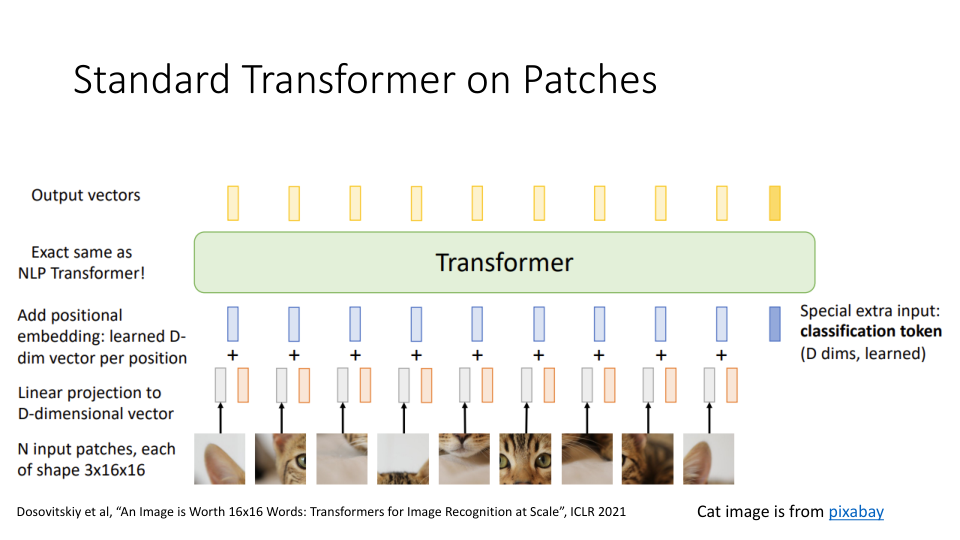 Standard Transformer on Patches
Output vectors
Exact same as
NLP Transformer!
Transformer
Add positional
embedding: learned D-
dim vector per position
Special extra input:
classification token
(D dims, learned)
+ + + + + + + + +
Linear projection to
D-dimensional vector
N input patches, each
of shape 3x16x16
Dosovitskiy et al, “An Image is Worth 16x16 Words: Transformers for Image Recognition at Scale”, ICLR 2021
Cat image is from pixabay